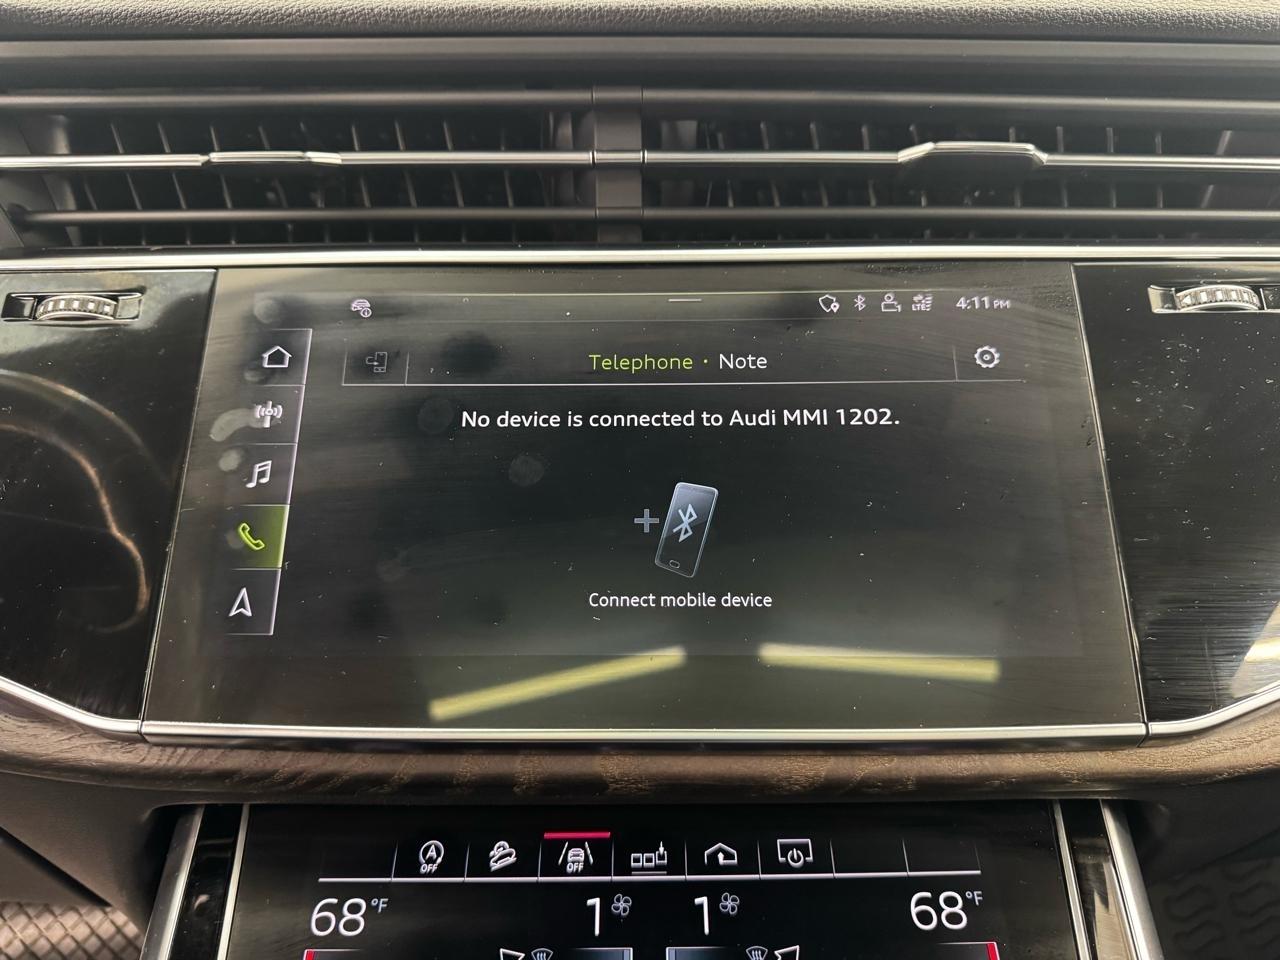 LTE
4:11 PM
Telephone · Note
No device is connected to Audi MMI 1202.
Connect mobile device
A
OFF
OFF
68°F
1
1
68°F